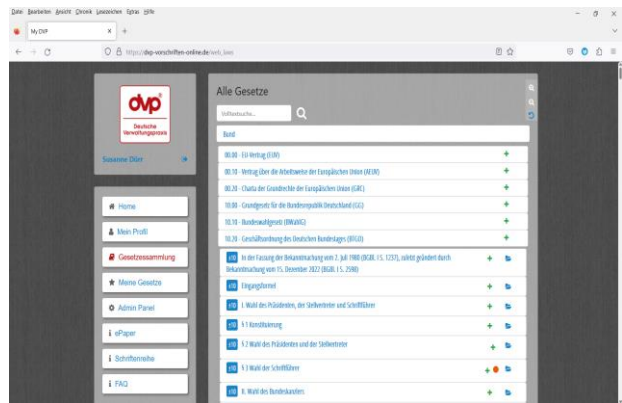 Datei Bearbeiten Ansicht Chronik Lesezeichen Extras Hilfe
My DVP
https://dvp-vorschriften-online.de/web_laws
dvp
Deutsche
Verwaltungspraxis
Susanne Dürr
Home
Mein Profil
Gesetzessammlung
Meine Gesetze
Admin Panel
ePaper
Schriftenreihe
FAQ
Alle Gesetze
Volltextsuche...
Bund
00.00 - EU-Vertrag (EUV)
00.10 - Vertrag über die Arbeitsweise der Europäischen Union (AEUV)
00.20 - Charta der Grundrechte der Europäischen Union (GRC)
10.00 - Grundgesetz für die Bundesrepublik Deutschland (GG)
10.10 - Bundeswahlgesetz (BWahlG)
10.20 - Geschäftsordnung des Deutschen Bundestages (BTGO)
In der Fassung der Bekanntmachung vom 2. Juli 1980 (BGBl. I S. 1237), zuletzt geändert durch
Bekanntmachung vom 15. Dezember 2022 (BGBl. I S. 2598)
Eingangsformel
I. Wahl des Präsidenten, der Stellvertreter und Schriftführer
§ 1 Konstituierung
§ 2 Wahl des Präsidenten und der Stellvertreter
§ 3 Wahl der Schriftführer
II. Wahl des Bundeskanzlers